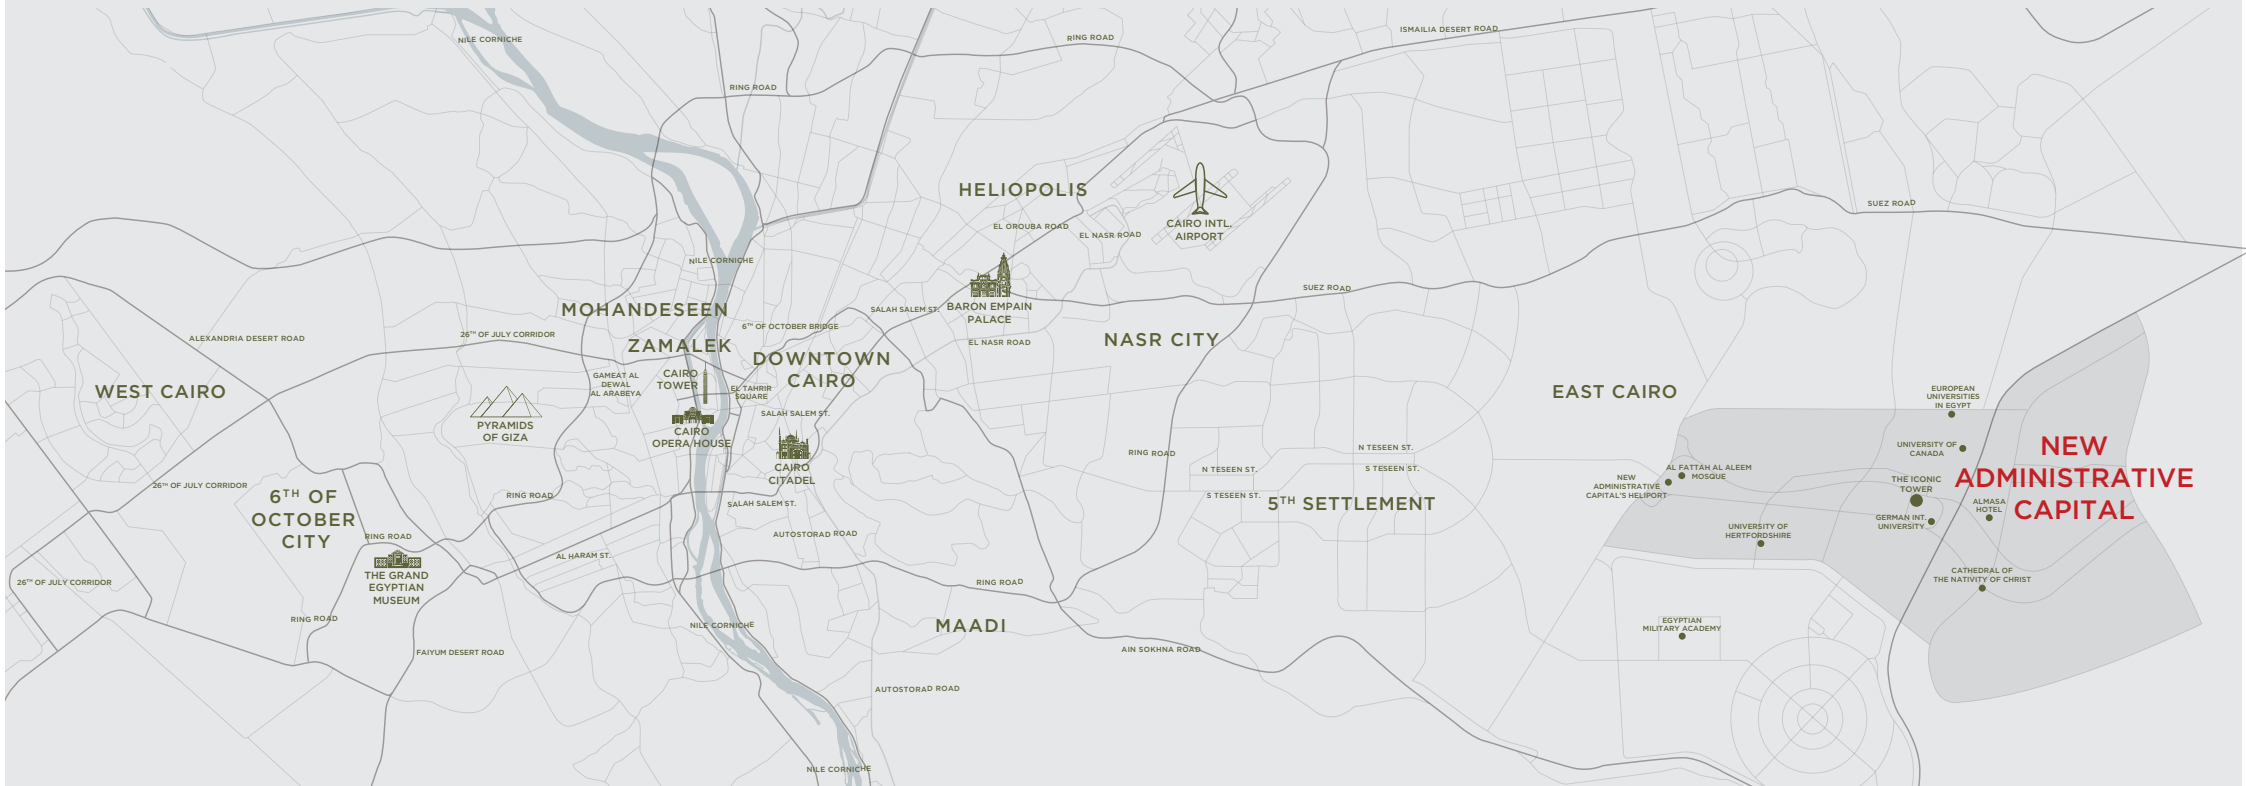 NILE CORNICHE
RING ROAD
ISMAILIA DESERT ROAD
RING ROAD
HELIOPOLIS
EL OROUBA ROAD
EL NASR ROAD
CAIRO INTL.
AIRPORT
SUEZ ROAD
NILE CORNICHE
SUEZ ROAD
MOHANDESEEN
SALAH SALEM ST.
BARON EMPAIN
PALACE
6TH OF OCTOBER BRIDGE
26TH OF JULY CORRIDOR
ALEXANDRIA DESERT ROAD
ZAMALEK
EL NASR ROAD
NASR CITY
DOWNTOWN
CAIRO
WEST CAIRO
GAMEAT AL
DEWAL
AL ARABEYA
CAIRO
TOWER
EL TAHRIR
SQUARE
EAST CAIRO
EUROPEAN
UNIVERSITIES
IN EGYPT
PYRAMIDS
OF GIZA
CAIRO
OPERA HOUSE
SALAH SALEM ST.
CAIRO
CITADEL
RING ROAD
N TESEEN ST.
N TESEEN ST.
S TESEEN ST.
S TESEEN ST.
5TH SETTLEMENT
UNIVERSITY OF
CANADA
NEW
ADMINISTRATIVE
CAPITAL
AL FATTAH AL ALEEM
MOSQUE
NEW
ADMINISTRATIVE
CAPITAL'S HELIPORT
THE ICONIC
TOWER
ALMASA
HOTEL
GERMAN INT.
UNIVERSITY
UNIVERSITY OF
HERTFORDSHIRE
26TH OF JULY CORRIDOR
6TH OF
OCTOBER
CITY
RING ROAD
SALAH SALEM ST.
AUTOSTORAD ROAD
RING ROAD
AL HARAM ST.
THE GRAND
EGYPTIAN
MUSEUM
26TH OF JULY CORRIDOR
RING ROAD
CATHEDRAL OF
THE NATIVITY OF CHRIST
RING ROAD
NILE CORNICHE
MAADI
EGYPTIAN
MILITARY ACADEMY
FAIYUM DESERT ROAD
AIN SOKHNA ROAD
AUTOSTORAD ROAD
NILE CORNICHE